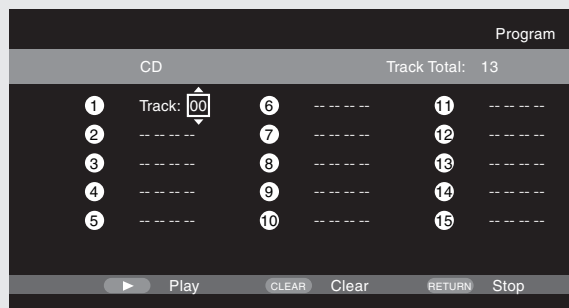 Program
CD Track Total: 13
1 Track: 00 6 -- -- -- -- 11 -- -- -- --
2 -- -- -- -- 7 -- -- -- -- 12 -- -- -- --
3 -- -- -- -- 8 -- -- -- -- 13 -- -- -- --
4 -- -- -- -- 9 -- -- -- -- 14 -- -- -- --
5 -- -- -- -- 10 -- -- -- -- 15 -- -- -- --
Play CLEAR Clear RETURN Stop